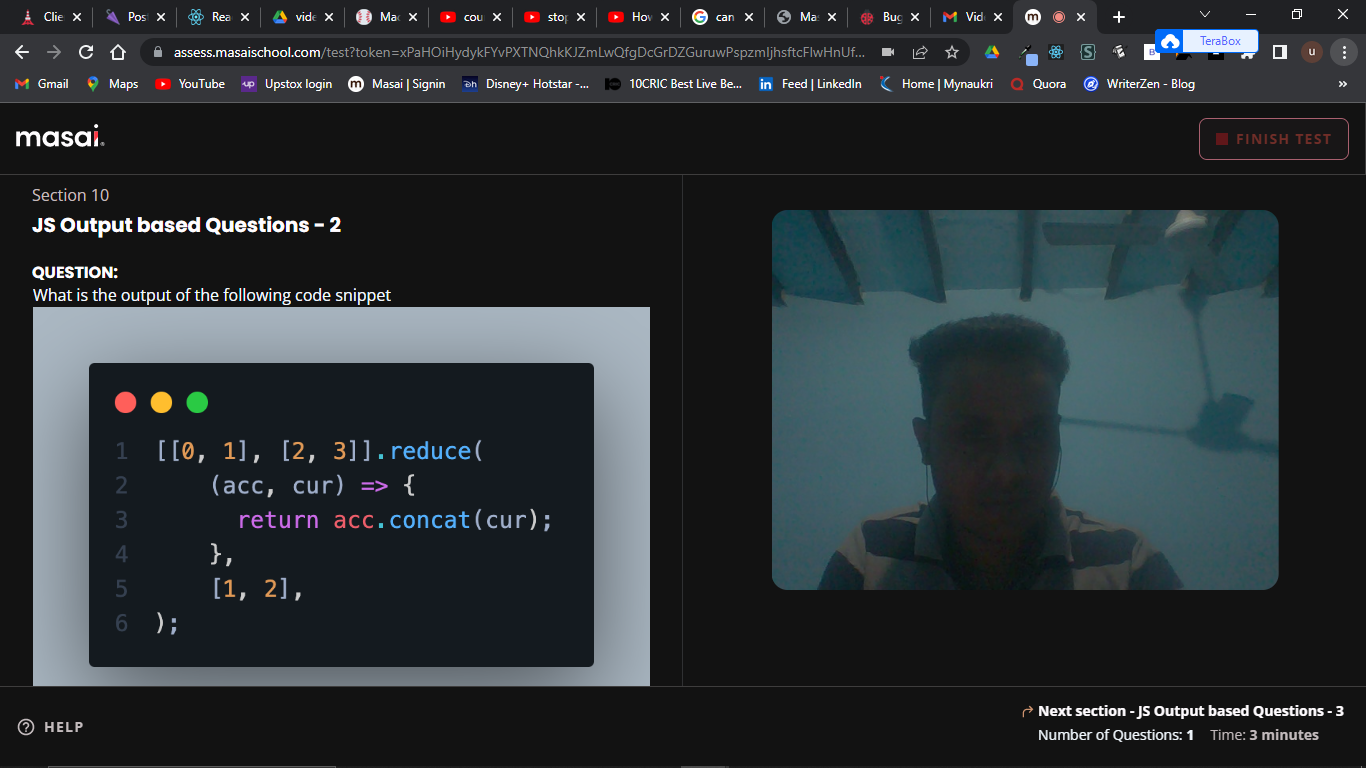 Clie
Post
Rea
vide
Mac
cou
stop
How
can
Mas
Bug
Vid
assess.masaischool.com/test?token=xPaHOiHydykFYvPXTNQhkKJZmLwQfgDcGrDZGuruwPspzmIjhsftcFlwHnUf...
TeraBox
u
Gmail
Maps
YouTube
up
Upstox login
m
Masai | Signin
Disney+ Hotstar -...
10CRIC Best Live Be...
in
Feed | LinkedIn
Home | Mynaukri
Quora
WriterZen - Blog
»
masai.
FINISH TEST
Section 10
JS Output based Questions - 2
QUESTION:
What is the output of the following code snippet
1 [[0, 1], [2, 3]].reduce(
2 (acc, cur) => {
3 return acc.concat(cur);
4 },
5 [1, 2],
6 );
HELP
Next section - JS Output based Questions - 3
Number of Questions: 1 Time: 3 minutes